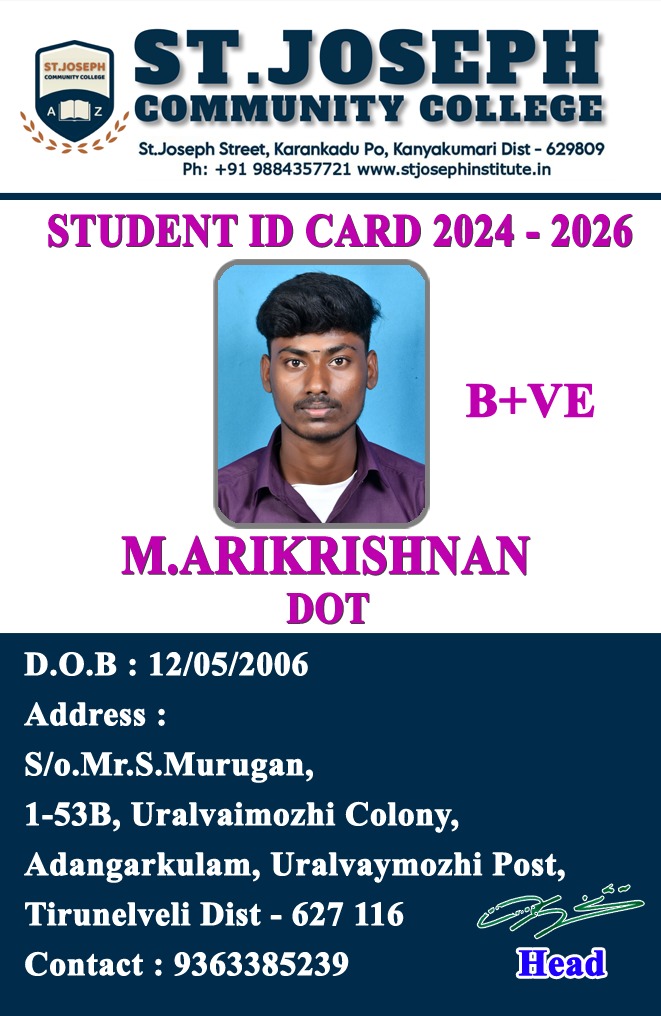 ST.JOSEPH
COMMUNITY COLLEGE
A Z
ST.JOSEPH
COMMUNITY COLLEGE
St.Joseph Street, Karankadu Po, Kanyakumari Dist - 629809
Ph: +91 9884357721 www.stjosephinstitute.in
STUDENT ID CARD 2024 - 2026
B+VE
M.ARIKRISHNAN
DOT
D.O.B : 12/05/2006
Address :
S/o.Mr.S.Murugan,
1-53B, Uralvaimozhi Colony,
Adangarkulam, Uralvaymozhi Post,
Tirunelveli Dist - 627 116
Contact : 9363385239
Head